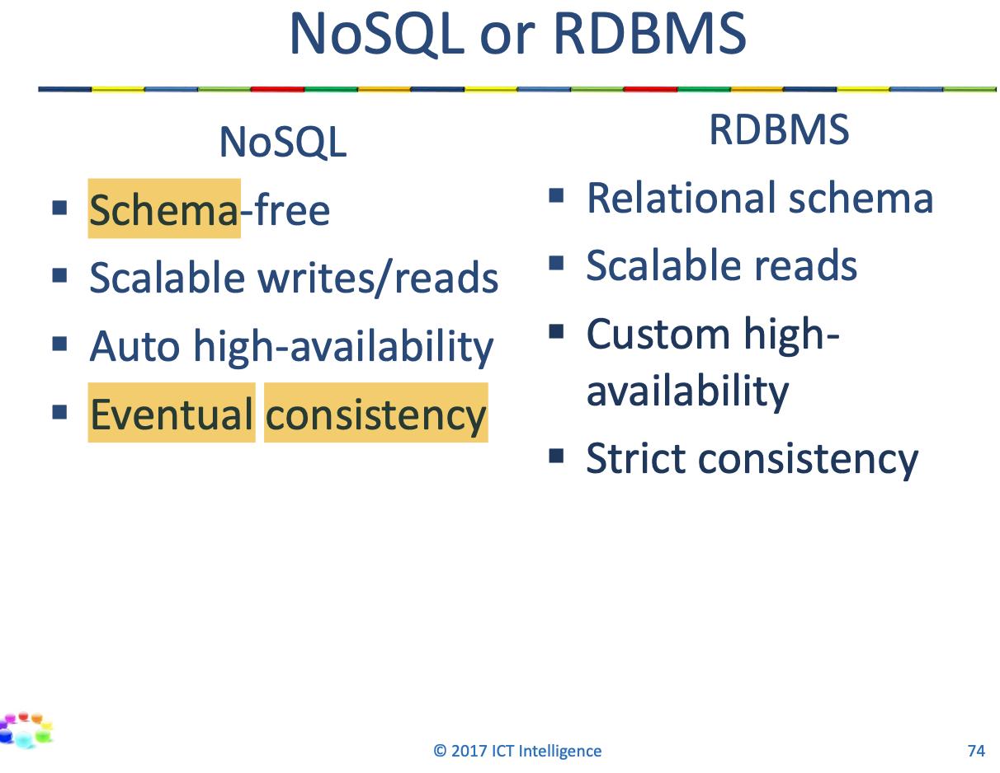 NoSQL or RDBMS
NoSQL
▪ Schema-free
▪ Scalable writes/reads
▪ Auto high-availability
▪ Eventual consistency
RDBMS
▪ Relational schema
▪ Scalable reads
▪ Custom high-
availability
▪ Strict consistency
© 2017 ICT Intelligence
74